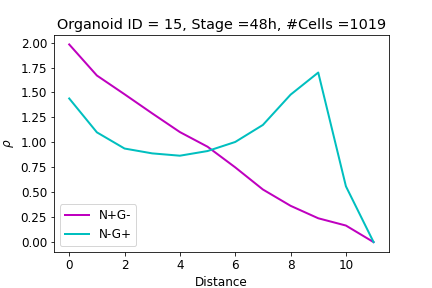 Organoid ID = 15, Stage =48h, #Cells =1019
2.00
1.75
1.50
1.25
1.00
0.75
0.50
0.25
0.00
ρ
N+G-
N-G+
0 2 4 6 8 10
Distance